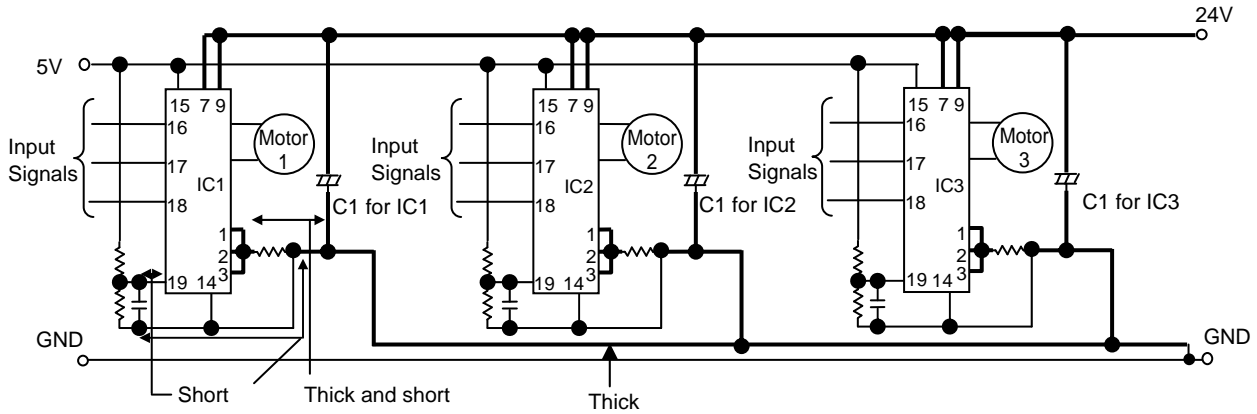 24V
5V
15 7 9
16
17
18
19 14
1
2
3
IC1
Motor
1
Input
Signals
C1 for IC1
15 7 9
16
17
18
19 14
1
2
3
IC2
Motor
2
Input
Signals
C1 for IC2
15 7 9
16
17
18
19 14
1
2
3
IC3
Motor
3
Input
Signals
C1 for IC3
GND
GND
Short
Thick and short
Thick